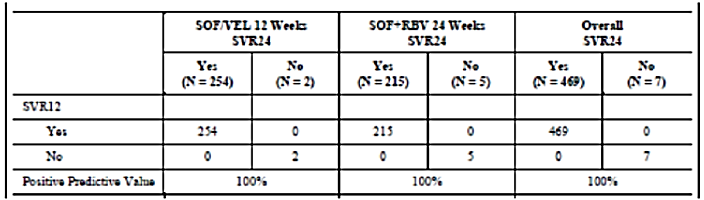 SOF/VEL 12 Weeks SOF+RBV 24 Weeks Overall
SVR24 SVR24 SVR24
Yes No Yes No Yes No
(N = 254) (N = 2) (N = 215) (N = 5) (N = 469) (N = 7)
SVR12
Yes 254 0 215 0 469 0
No 0 2 0 5 0 7
Positive Predictive Value 100% 100% 100%